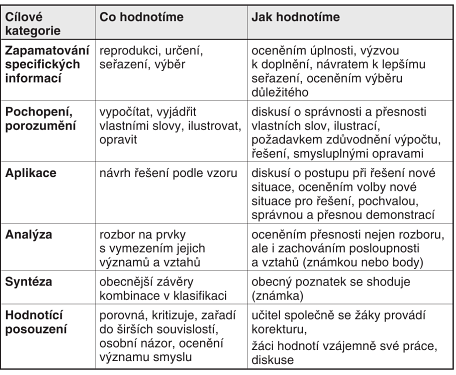 Cílové kategorie | Co hodnotíme | Jak hodnotíme
Zapamatování | reprodukci, určení, | oceněním úplnosti, výzvou
specifických | seřazení, výběr | k doplnění, návratem k lepšímu
informací | seřazení, oceněním výběru
důležitého
Pochopení, | vypočítat, vyjádřit | diskusí o správnosti a přesnosti
porozumění, | vlastními slovy, ilustrovat, | vlastních slov, ilustrací,
opravit | požadavkem zdůvodnění výpočtu,
řešení, smysluplnými opravami
Aplikace | návrh řešení podle vzoru | diskusí o postupu při řešení nové
situace, oceněním volby nové
situace pro řešení, pochvalou,
správnou a přesnou demonstrací
Analýza | rozbor na prvky | oceněním přesnosti nejen rozboru,
s vymezením jejich | ale i zachováním posloupnosti
významů a vztahů | a vztahů (známkou nebo body)
Syntéza | obecnější závěry | obecný poznatek se shoduje
kombinace v klasifikaci | (známka)
Hodnotící | porovná, kritizuje, zařadí | učitel společně se žáky provádí
posouzení | do širších souvislostí, | korekturu,
osobní názor, ocenění | žáci hodnotí vzájemně své práce,
významu smyslu | diskuse